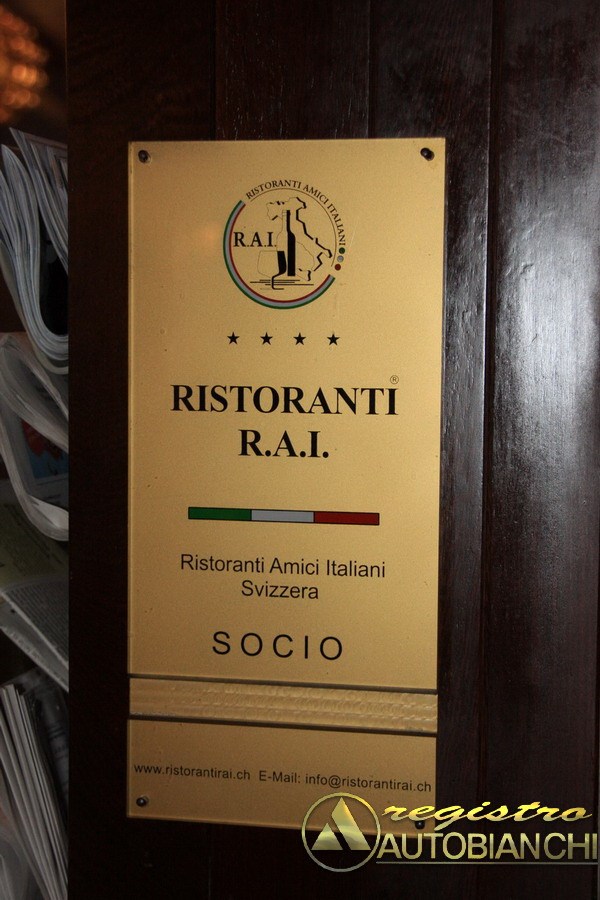 RISTORANTI AMICI ITALIANI
R.A.I.
RISTORANTI®
R.A.I.
Ristoranti Amici Italiani
Svizzera
SOCIO
www.ristorantirai.ch E-Mail: info@ristorantirai.ch
registro
AUTOBIANCHI